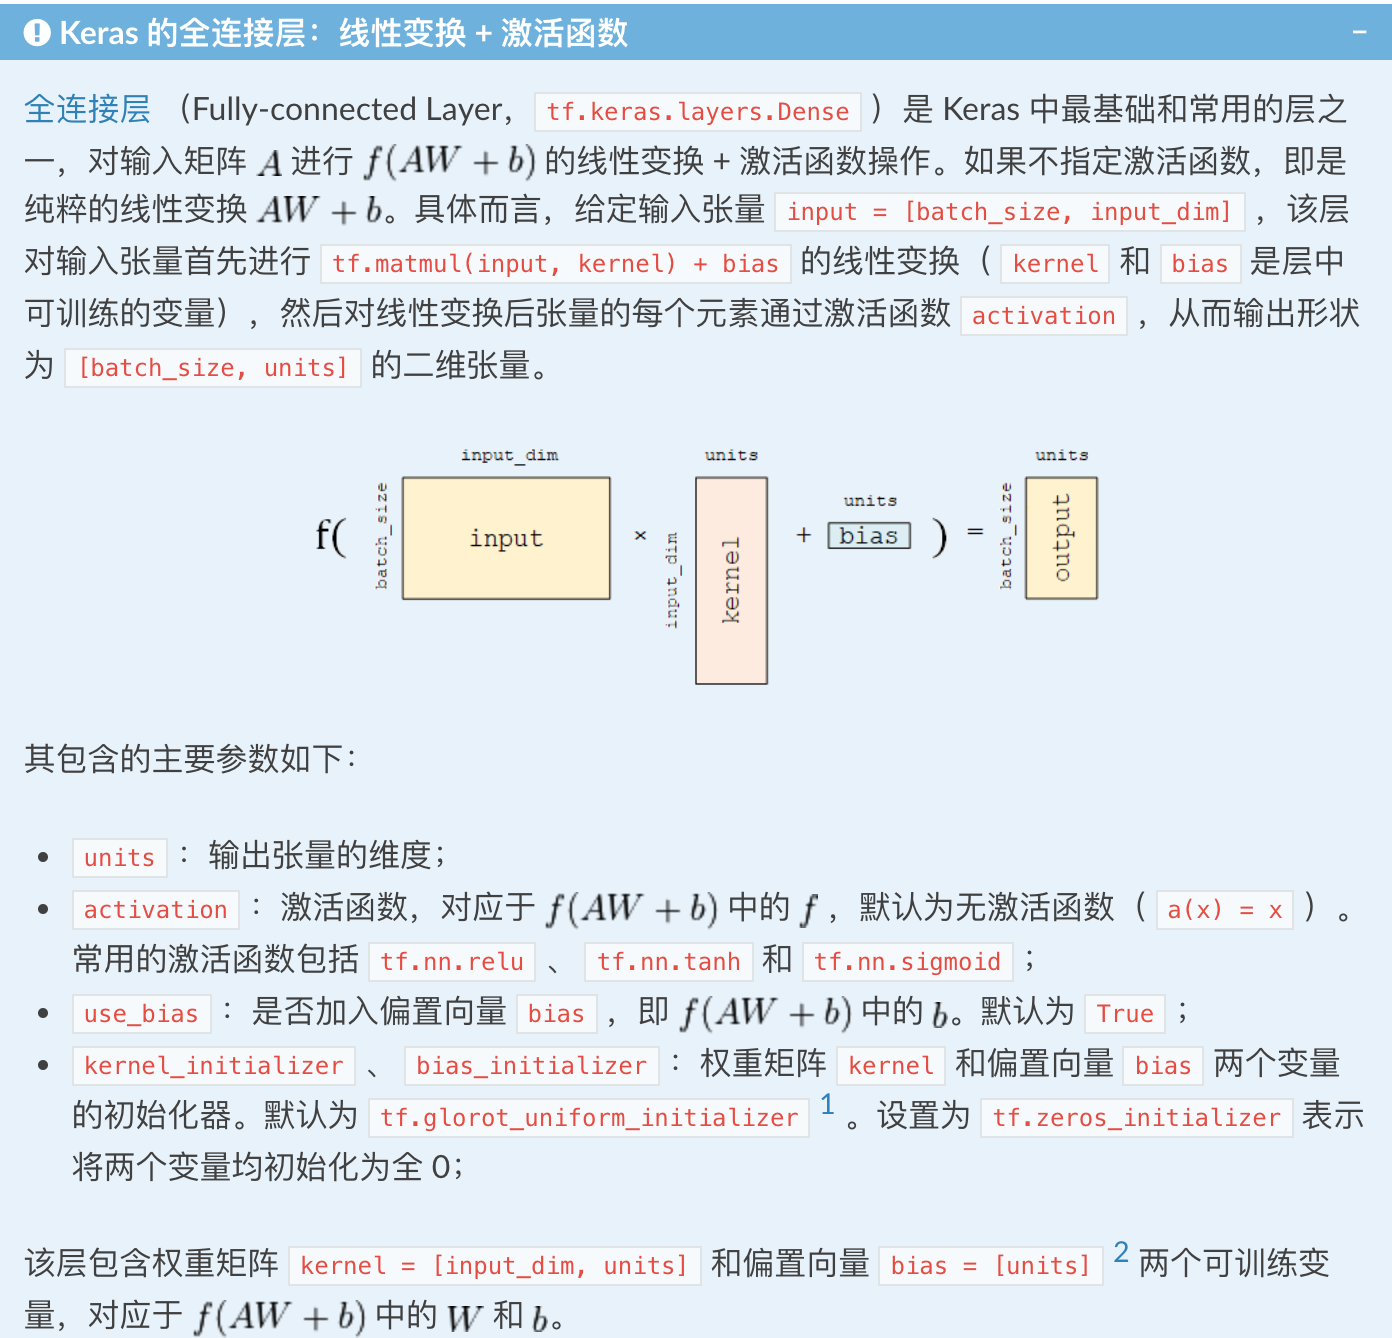 Keras 的全连接层：线性变换 + 激活函数 −
全连接层 （Fully-connected Layer， tf.keras.layers.Dense ）是 Keras 中最基础和常用的层之
一，对输入矩阵 A 进行 f(AW + b) 的线性变换 + 激活函数操作。如果不指定激活函数，即是
纯粹的线性变换 AW + b。具体而言，给定输入张量 input = [batch_size, input_dim] ，该层
对输入张量首先进行 tf.matmul(input, kernel) + bias 的线性变换（ kernel 和 bias 是层中
可训练的变量），然后对线性变换后张量的每个元素通过激活函数 activation ，从而输出形状
为 [batch_size, units] 的二维张量。
input_dim units units
units
f( batch_size input × input_dim kernel + bias ) = batch_size output
其包含的主要参数如下：
• units ：输出张量的维度；
• activation ：激活函数，对应于 f(AW + b) 中的 f ，默认为无激活函数（ a(x) = x ）。
常用的激活函数包括 tf.nn.relu 、 tf.nn.tanh 和 tf.nn.sigmoid ；
• use_bias ：是否加入偏置向量 bias ，即 f(AW + b) 中的 b。默认为 True ；
• kernel_initializer 、 bias_initializer ：权重矩阵 kernel 和偏置向量 bias 两个变量
的初始化器。默认为 tf.glorot_uniform_initializer 1 。设置为 tf.zeros_initializer 表示
将两个变量均初始化为全 0；
该层包含权重矩阵 kernel = [input_dim, units] 和偏置向量 bias = [units] 2 两个可训练变
量，对应于 f(AW + b) 中的 W 和 b。